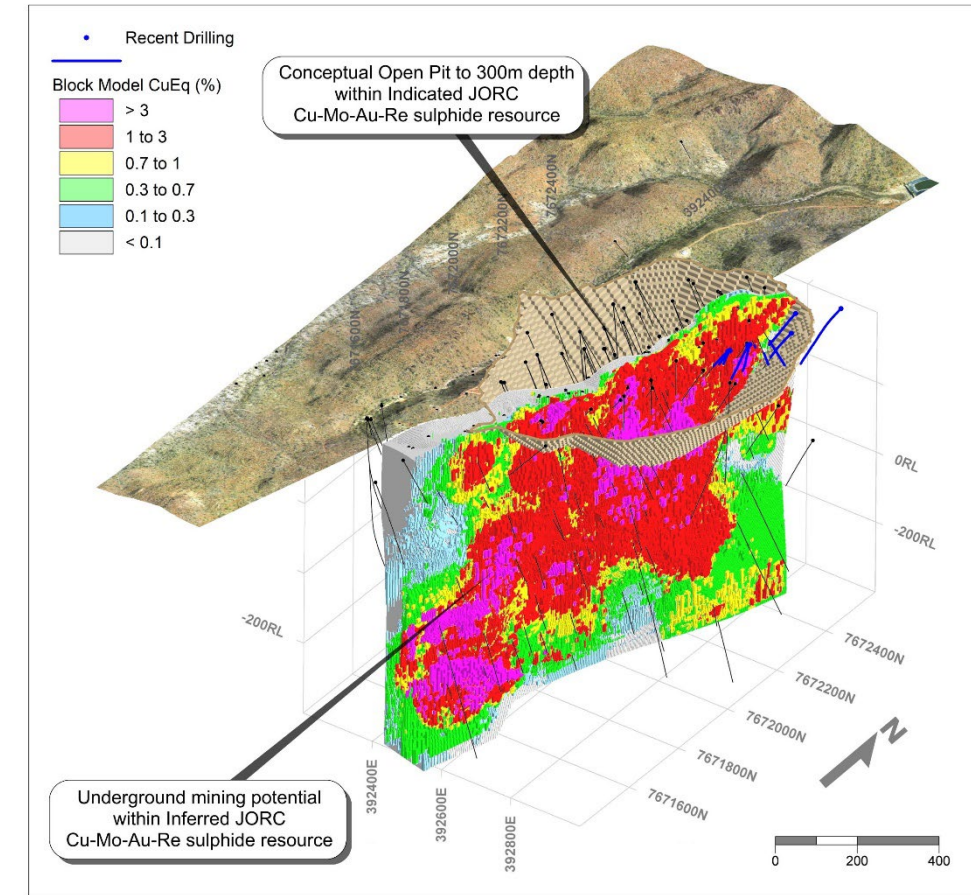 Recent Drilling
Block Model CuEq (%)
> 3
1 to 3
0.7 to 1
0.3 to 0.7
0.1 to 0.3
< 0.1
Conceptual Open Pit to 300m depth
within Indicated JORC
Cu-Mo-Au-Re sulphide resource
7672400N
7672200N
7672000N
7671800N
7671600N
0RL
-200RL
-200RL
7672400N
7672200N
7672000N
7671800N
7671600N
392400E
392600E
392800E
N
Underground mining potential
within Inferred JORC
Cu-Mo-Au-Re sulphide resource
0
200
400